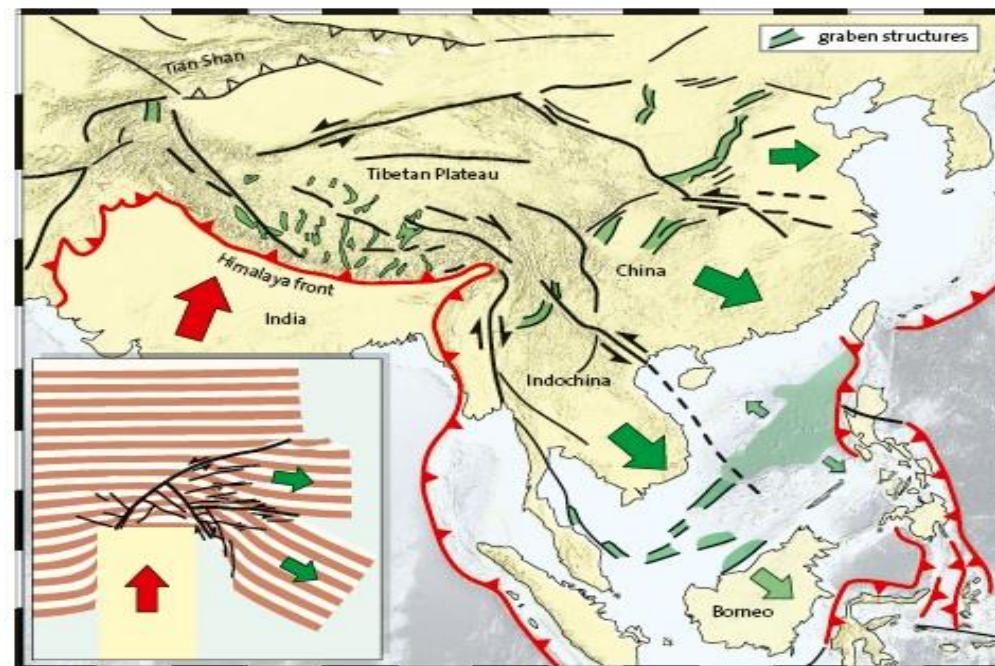 graben structures
Tian Shan
Tibetan Plateau
Himalaya front
China
India
Indochina
Borneo